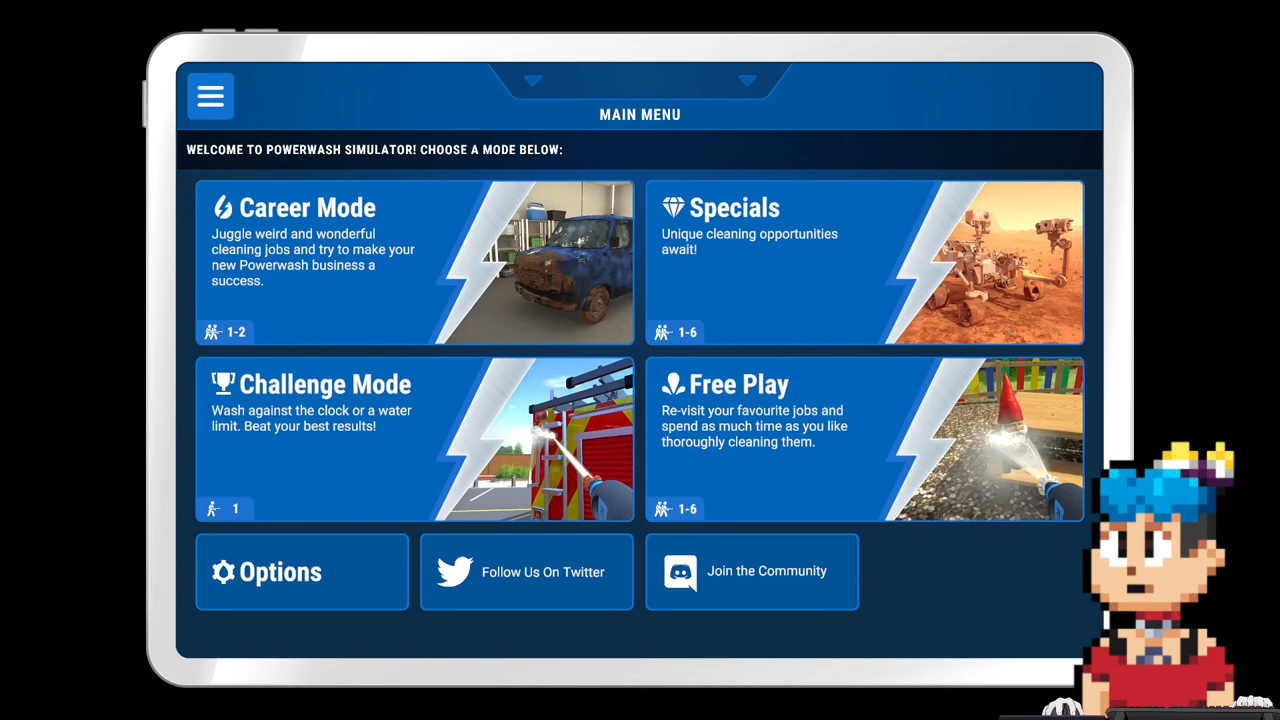 MAIN MENU
WELCOME TO POWERWASH SIMULATOR! CHOOSE A MODE BELOW:
Career Mode
Juggle weird and wonderful
cleaning jobs and try to make your
new Powerwash business a
success.
1-2
Specials
Unique cleaning opportunities
await!
1-6
Challenge Mode
Wash against the clock or a water
limit. Beat your best results!
1
Free Play
Re-visit your favourite jobs and
spend as much time as you like
thoroughly cleaning them.
1-6
Options
Follow Us On Twitter
Join the Community